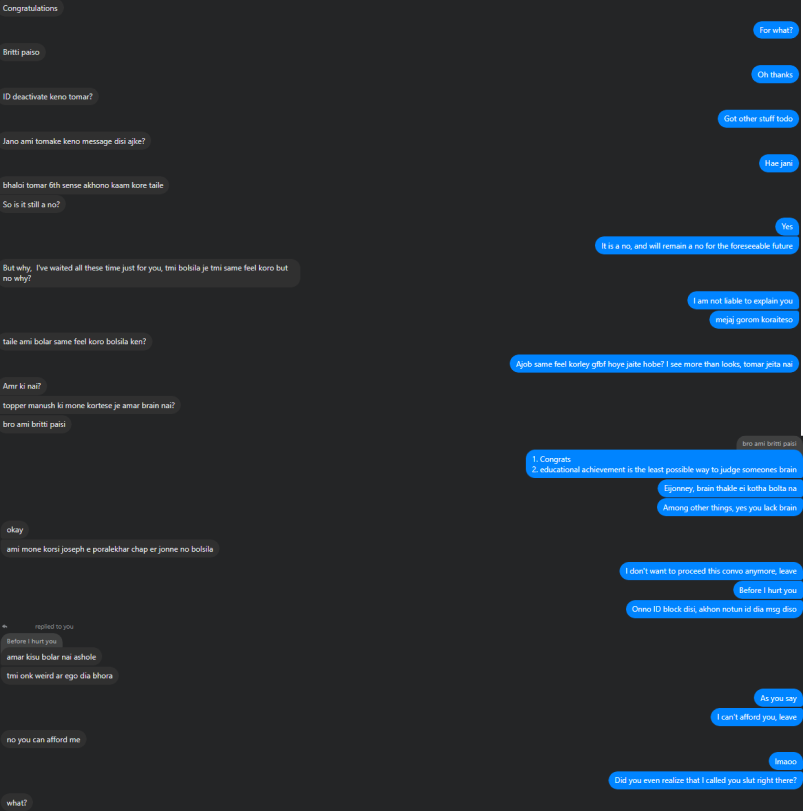 Congratulations
For what?
Britti paiso
Oh thanks
ID deactivate keno tomar?
Got other stuff todo
Jano ami tomake keno message disi ajke?
Hae jani
bhaloi tomar 6th sense akhono kaam kore taile
So is it still a no?
Yes
It is a no, and will remain a no for the foreseeable future
But why, I've waited all these time just for you, tmi bolsila je tmi same feel koro but
no why?
I am not liable to explain you
mejaj gorom koraiteso
taile ami bolar same feel koro bolsila ken?
Ajob same feel korley gfbf hoye jaite hobe? I see more than looks, tomar jeita nai
Amr ki nai?
topper manush ki mone kortese je amar brain nai?
bro ami britti paisi
bro ami britti paisi
1. Congrats
2. educational achievement is the least possible way to judge someones brain
Eijonney, brain thakle ei kotha bolta na
Among other things, yes you lack brain
okay
ami mone korsi joseph e poralekhar chap er jonne no bolsila
I don't want to proceed this convo anymore, leave
Before I hurt you
Onno ID block disi, akhon notun id dia msg diso
replied to you
Before I hurt you
amar kisu bolar nai ashole
tmi onk weird ar ego dia bhora
As you say
I can't afford you, leave
no you can afford me
lmaoo
Did you even realize that I called you slut right there?
what?